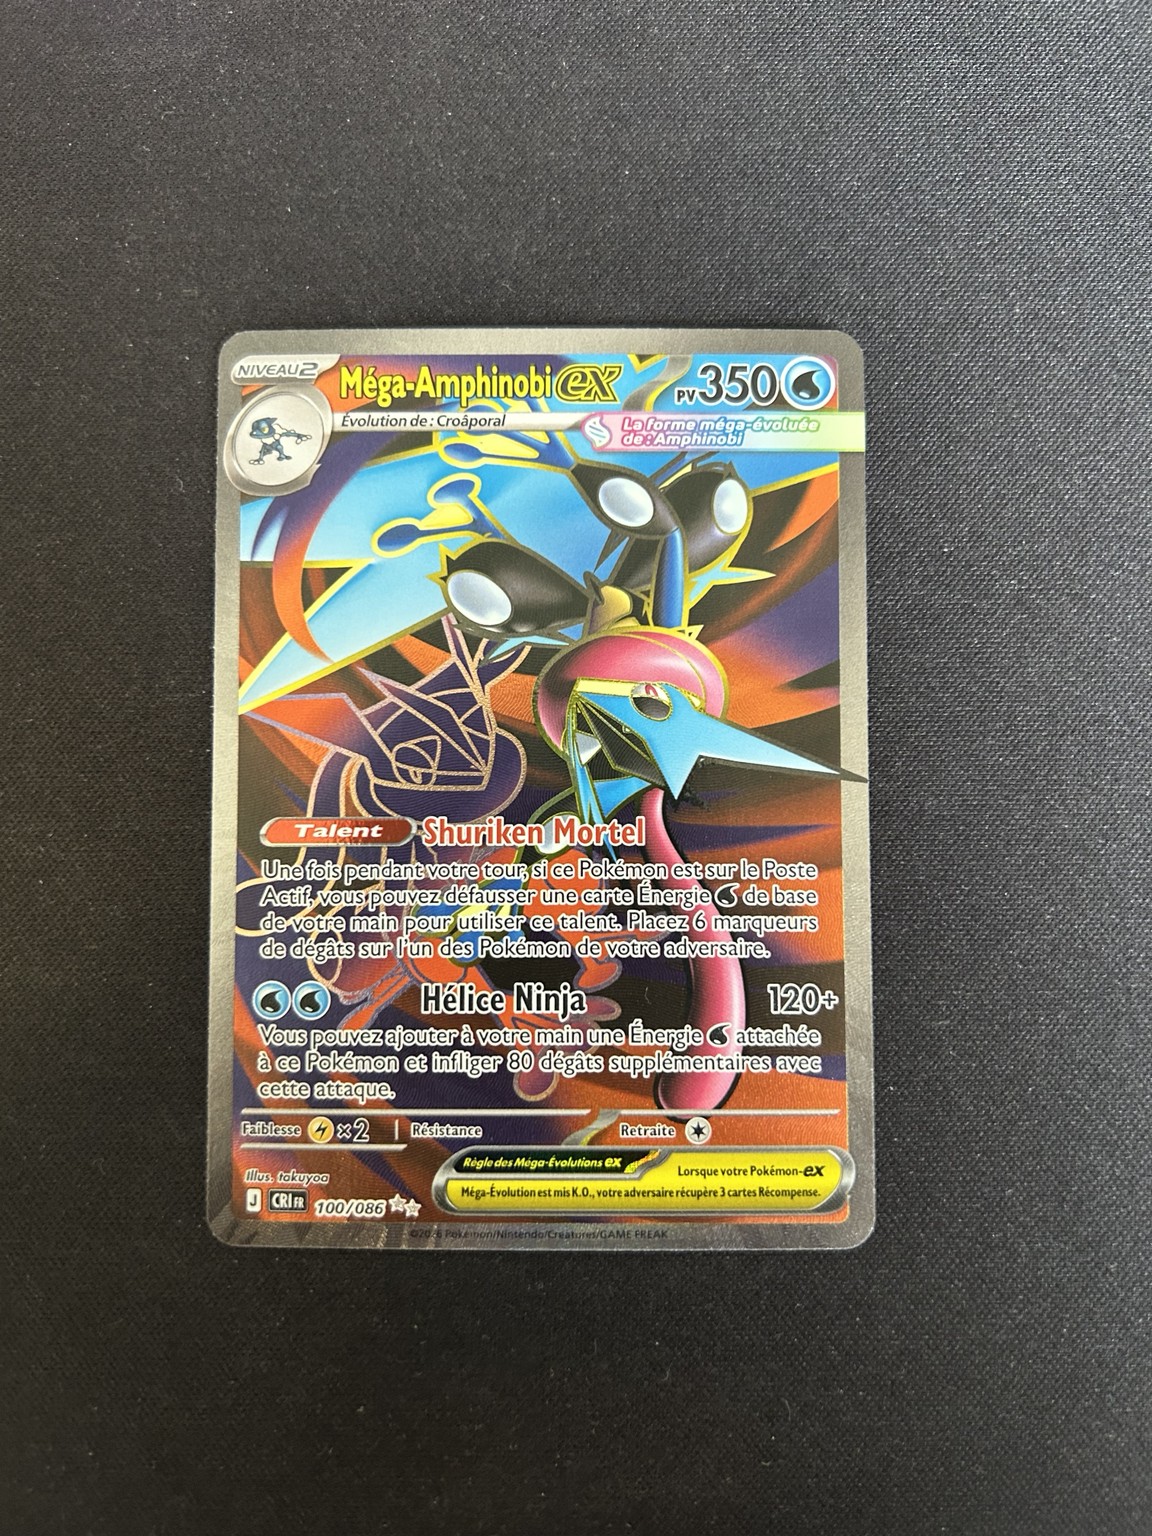 NIVEAU 2
Méga-Amphinobi ex
PV 350
Évolution de : Croâporal
La forme méga-évoluée
de : Amphinobi
Talent Shuriken Mortel
Une fois pendant votre tour, si ce Pokémon est sur le Poste
Actif, vous pouvez défausser une carte Énergie de base
de votre main pour utiliser ce talent. Placez 6 marqueurs
de dégâts sur l'un des Pokémon de votre adversaire.
Hélice Ninja 120+
Vous pouvez ajouter à votre main une Énergie attachée
à ce Pokémon et infliger 80 dégâts supplémentaires avec
cette attaque.
Faiblesse ×2 Résistance Retraite
Règle des Méga-Évolutions ex
Lorsque votre Pokémon-ex
Méga-Évolution est mis K.O., votre adversaire récupère 3 cartes Récompense.
Illus. takuyoa
J CRI FR 100/086
©2026 Pokémon/Nintendo/Creatures/GAME FREAK